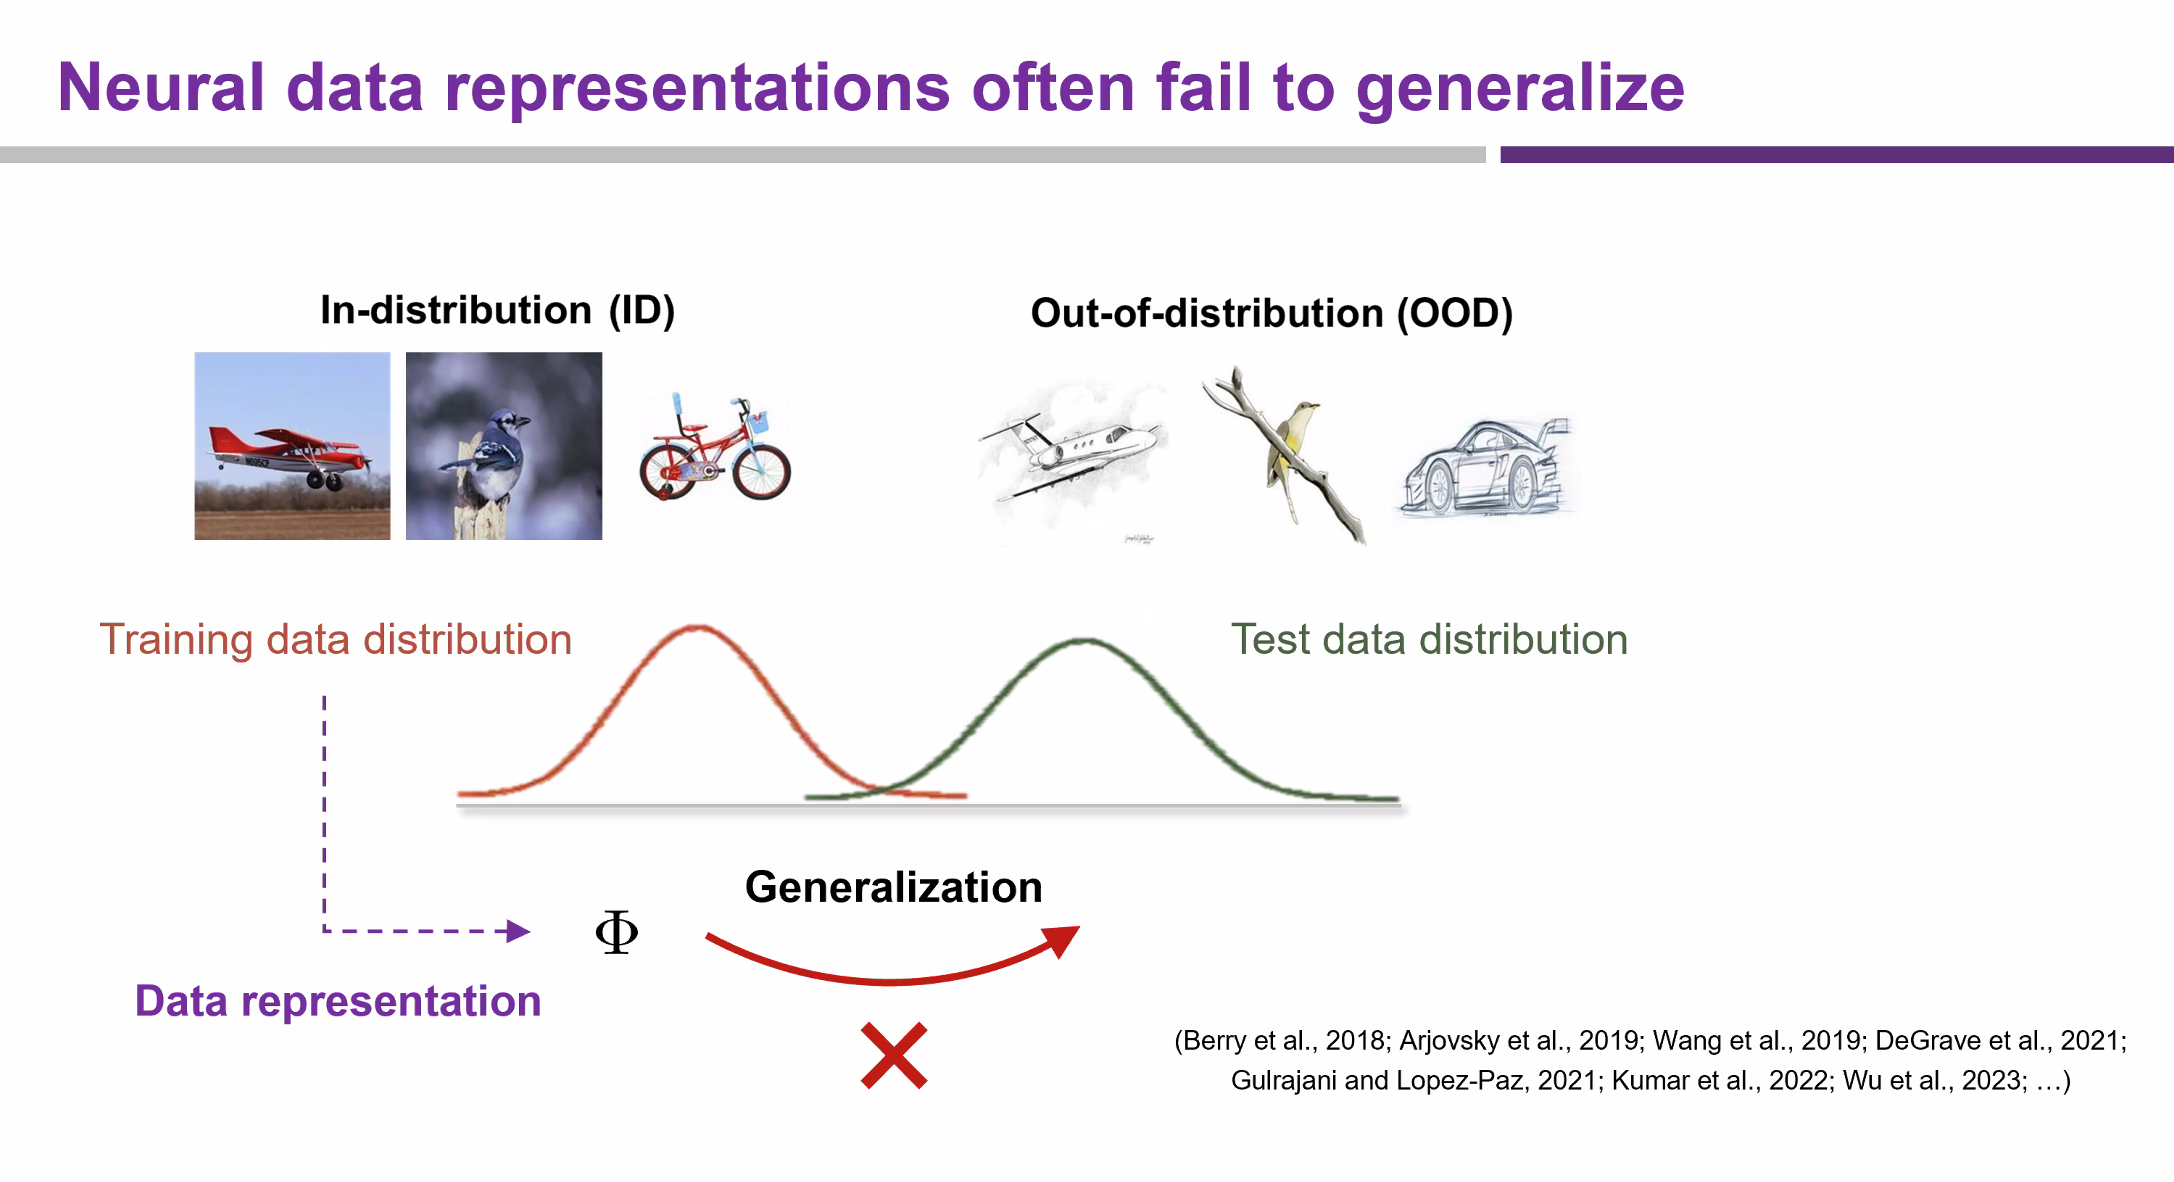 Neural data representations often fail to generalize
In-distribution (ID)
Out-of-distribution (OOD)
N695CP
Training data distribution
Test data distribution
Generalization
Φ
Data representation
(Berry et al., 2018; Arjovsky et al., 2019; Wang et al., 2019; DeGrave et al., 2021;
Gulrajani and Lopez-Paz, 2021; Kumar et al., 2022; Wu et al., 2023; …)